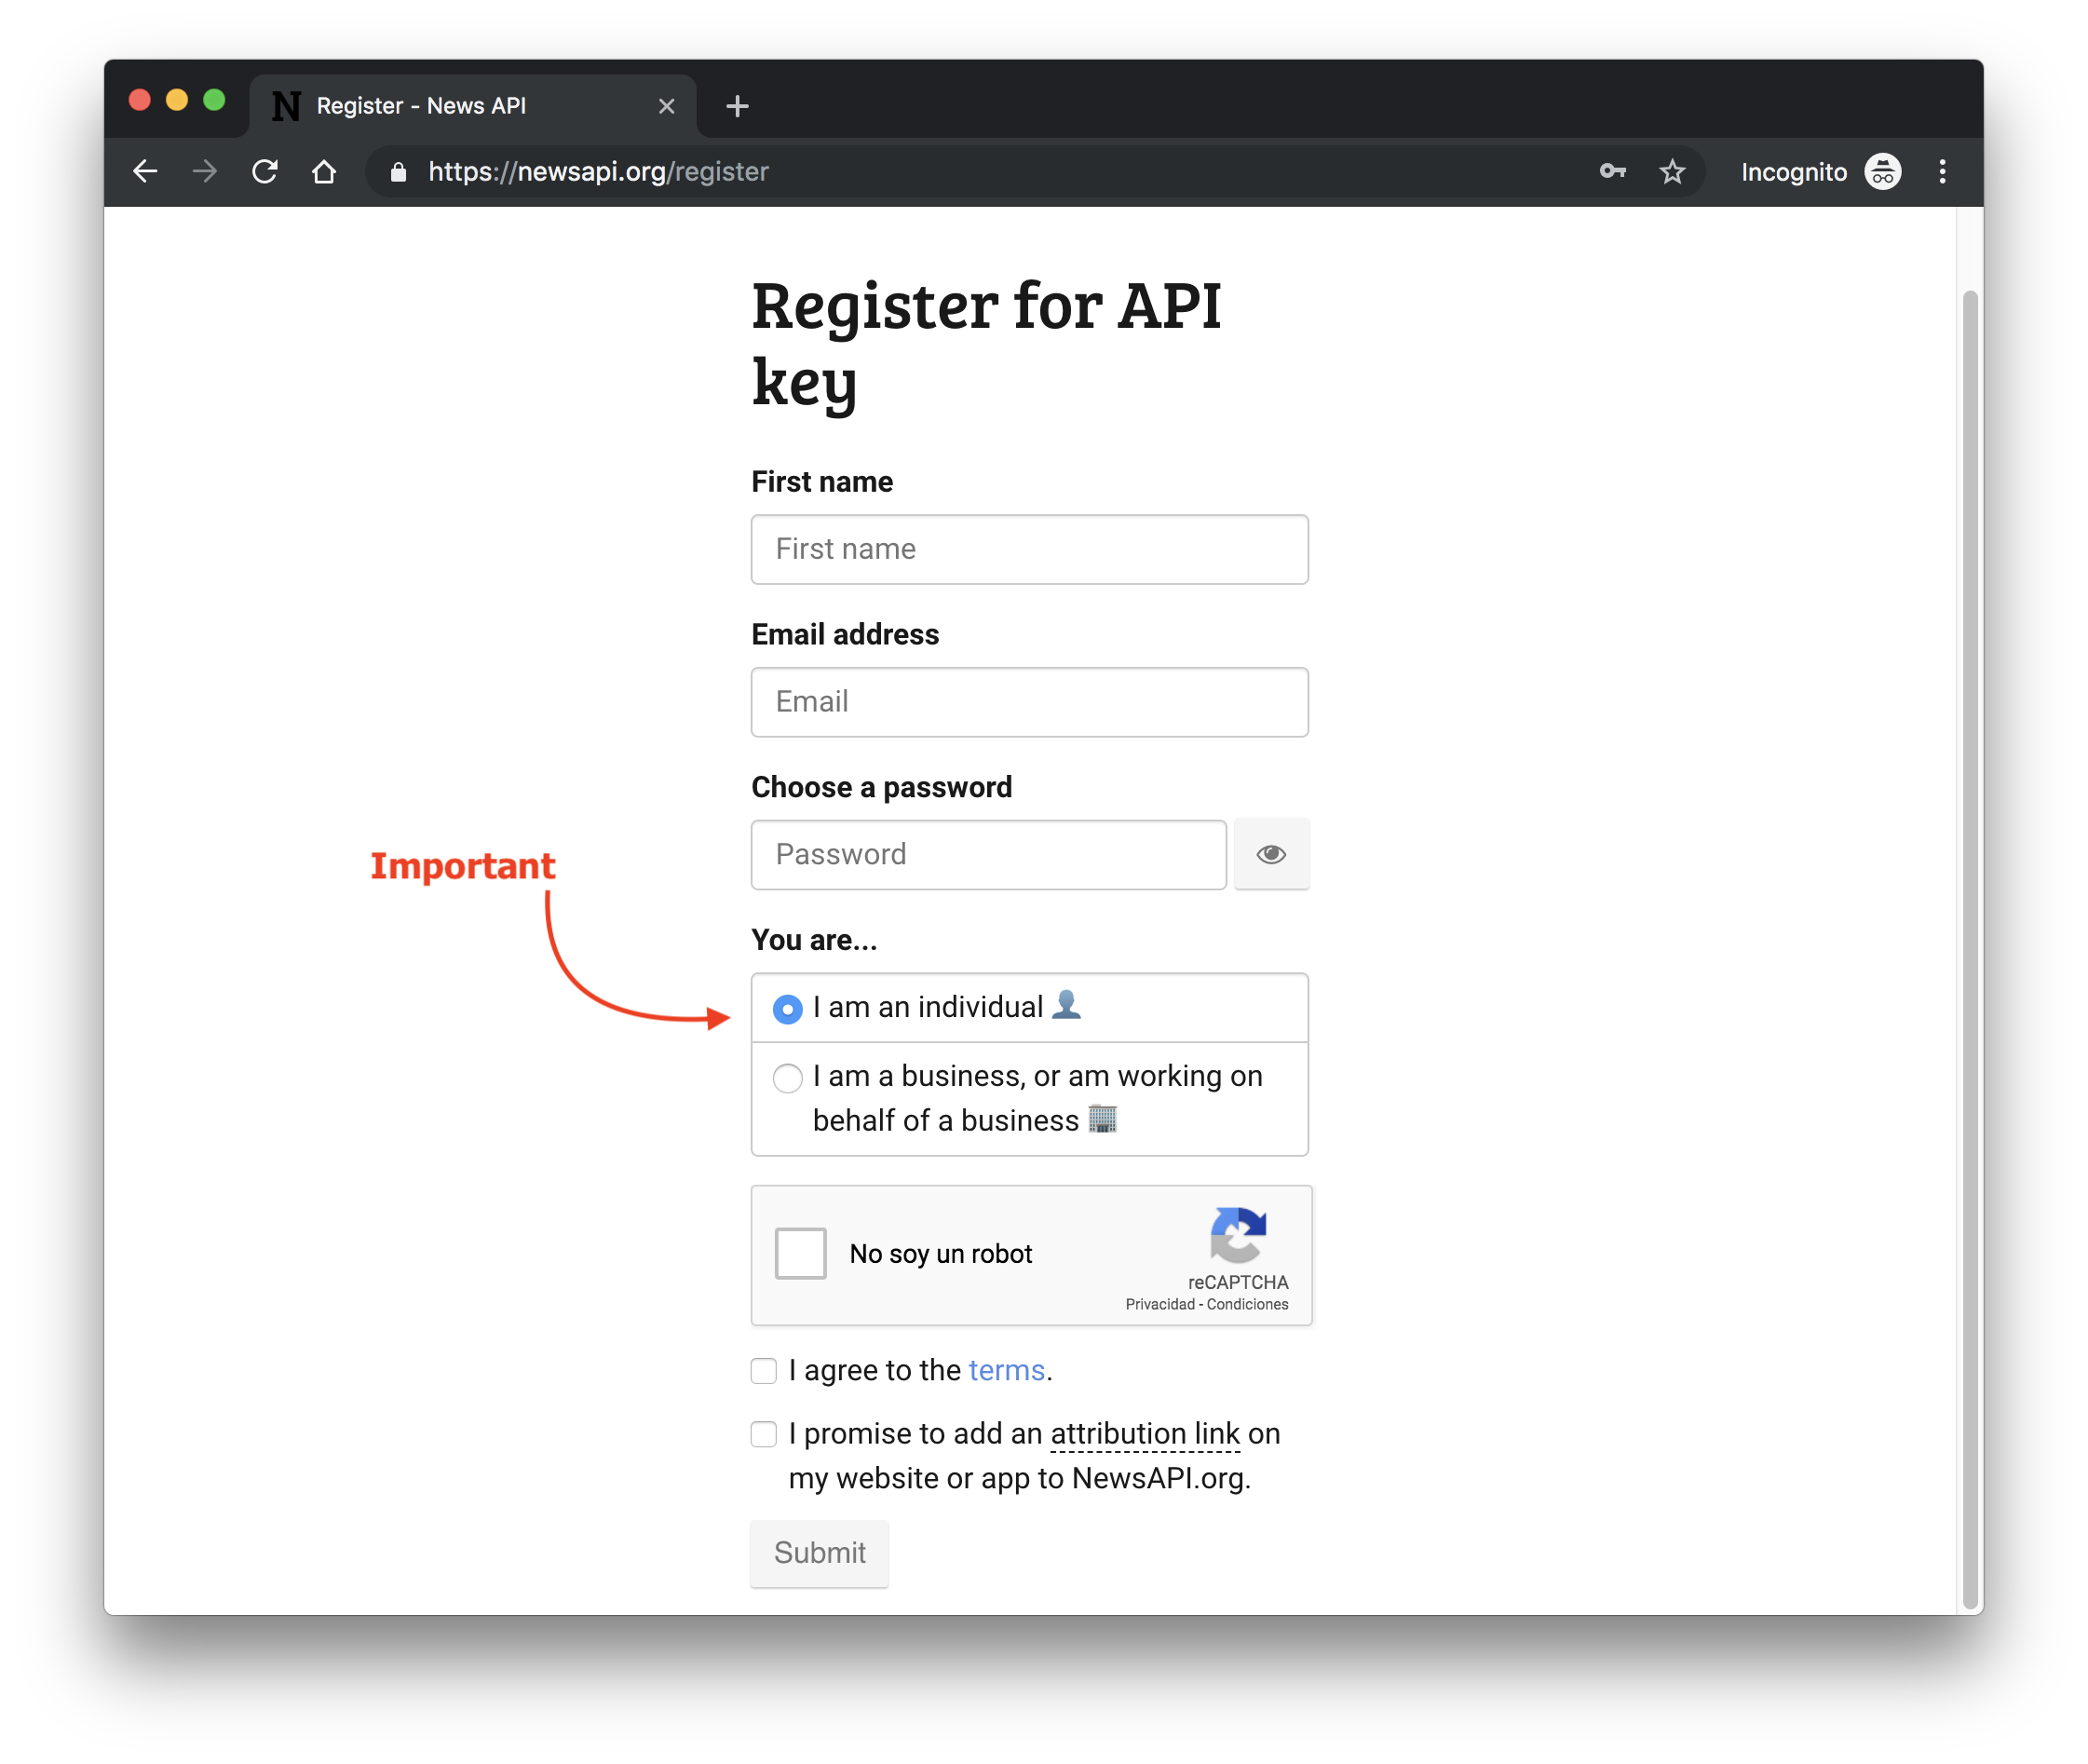 N Register - News API
https://newsapi.org/register
Incognito
Register for API
key
First name
First name
Email address
Email
Choose a password
Password
Important
You are...
I am an individual
I am a business, or am working on
behalf of a business
No soy un robot
reCAPTCHA
Privacidad - Condiciones
I agree to the terms.
I promise to add an attribution link on
my website or app to NewsAPI.org.
Submit